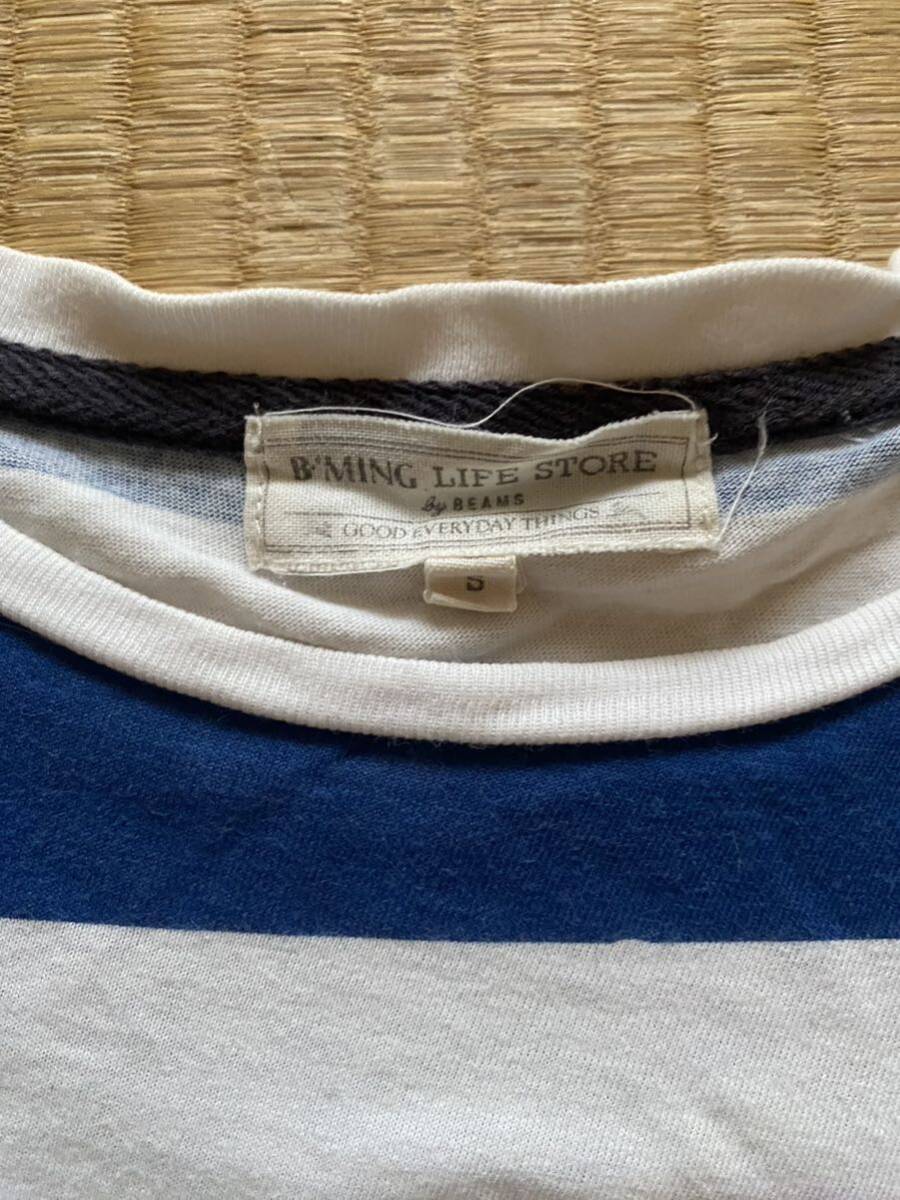 B'MING LIFE STORE
by BEAMS
GOOD EVERYDAY THINGS
S